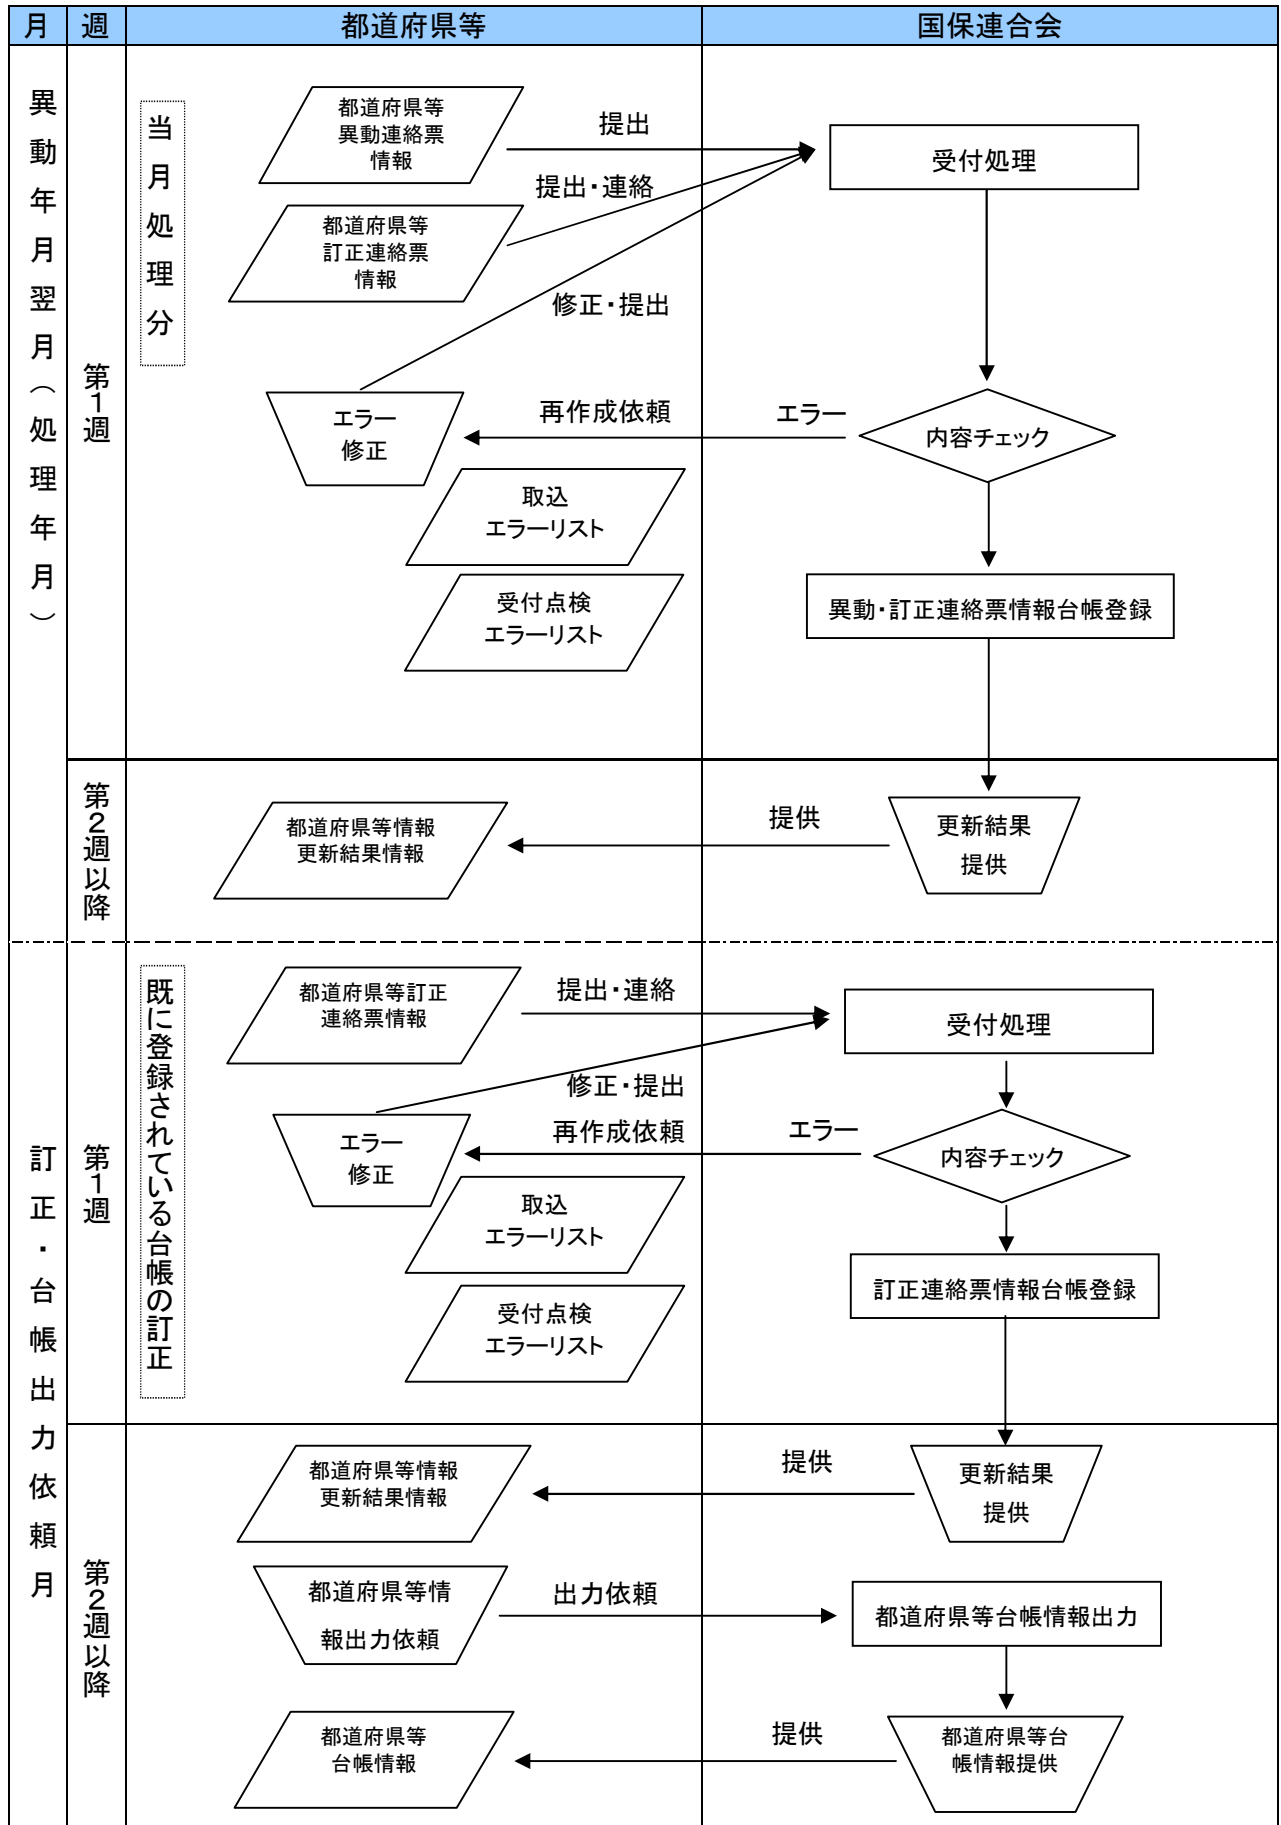 月
週
都道府県等
国保連合会
異動年月翌月（処理年月）
第1週
当月処理分
都道府県等
異動連絡票
情報
提出
受付処理
提出・連絡
都道府県等
訂正連絡票
情報
修正・提出
エラー
修正
再作成依頼
エラー
内容チェック
取込
エラーリスト
受付点検
エラーリスト
異動・訂正連絡票情報台帳登録
第2週以降
都道府県等情報
更新結果情報
提供
更新結果
提供
訂正・台帳出力依頼月
第1週
既に登録されている台帳の訂正
都道府県等訂正
連絡票情報
提出・連絡
受付処理
修正・提出
エラー
修正
再作成依頼
エラー
内容チェック
取込
エラーリスト
受付点検
エラーリスト
訂正連絡票情報台帳登録
第2週以降
都道府県等情報
更新結果情報
提供
更新結果
提供
都道府県等情
報出力依頼
出力依頼
都道府県等台帳情報出力
都道府県等
台帳情報
提供
都道府県等台
帳情報提供